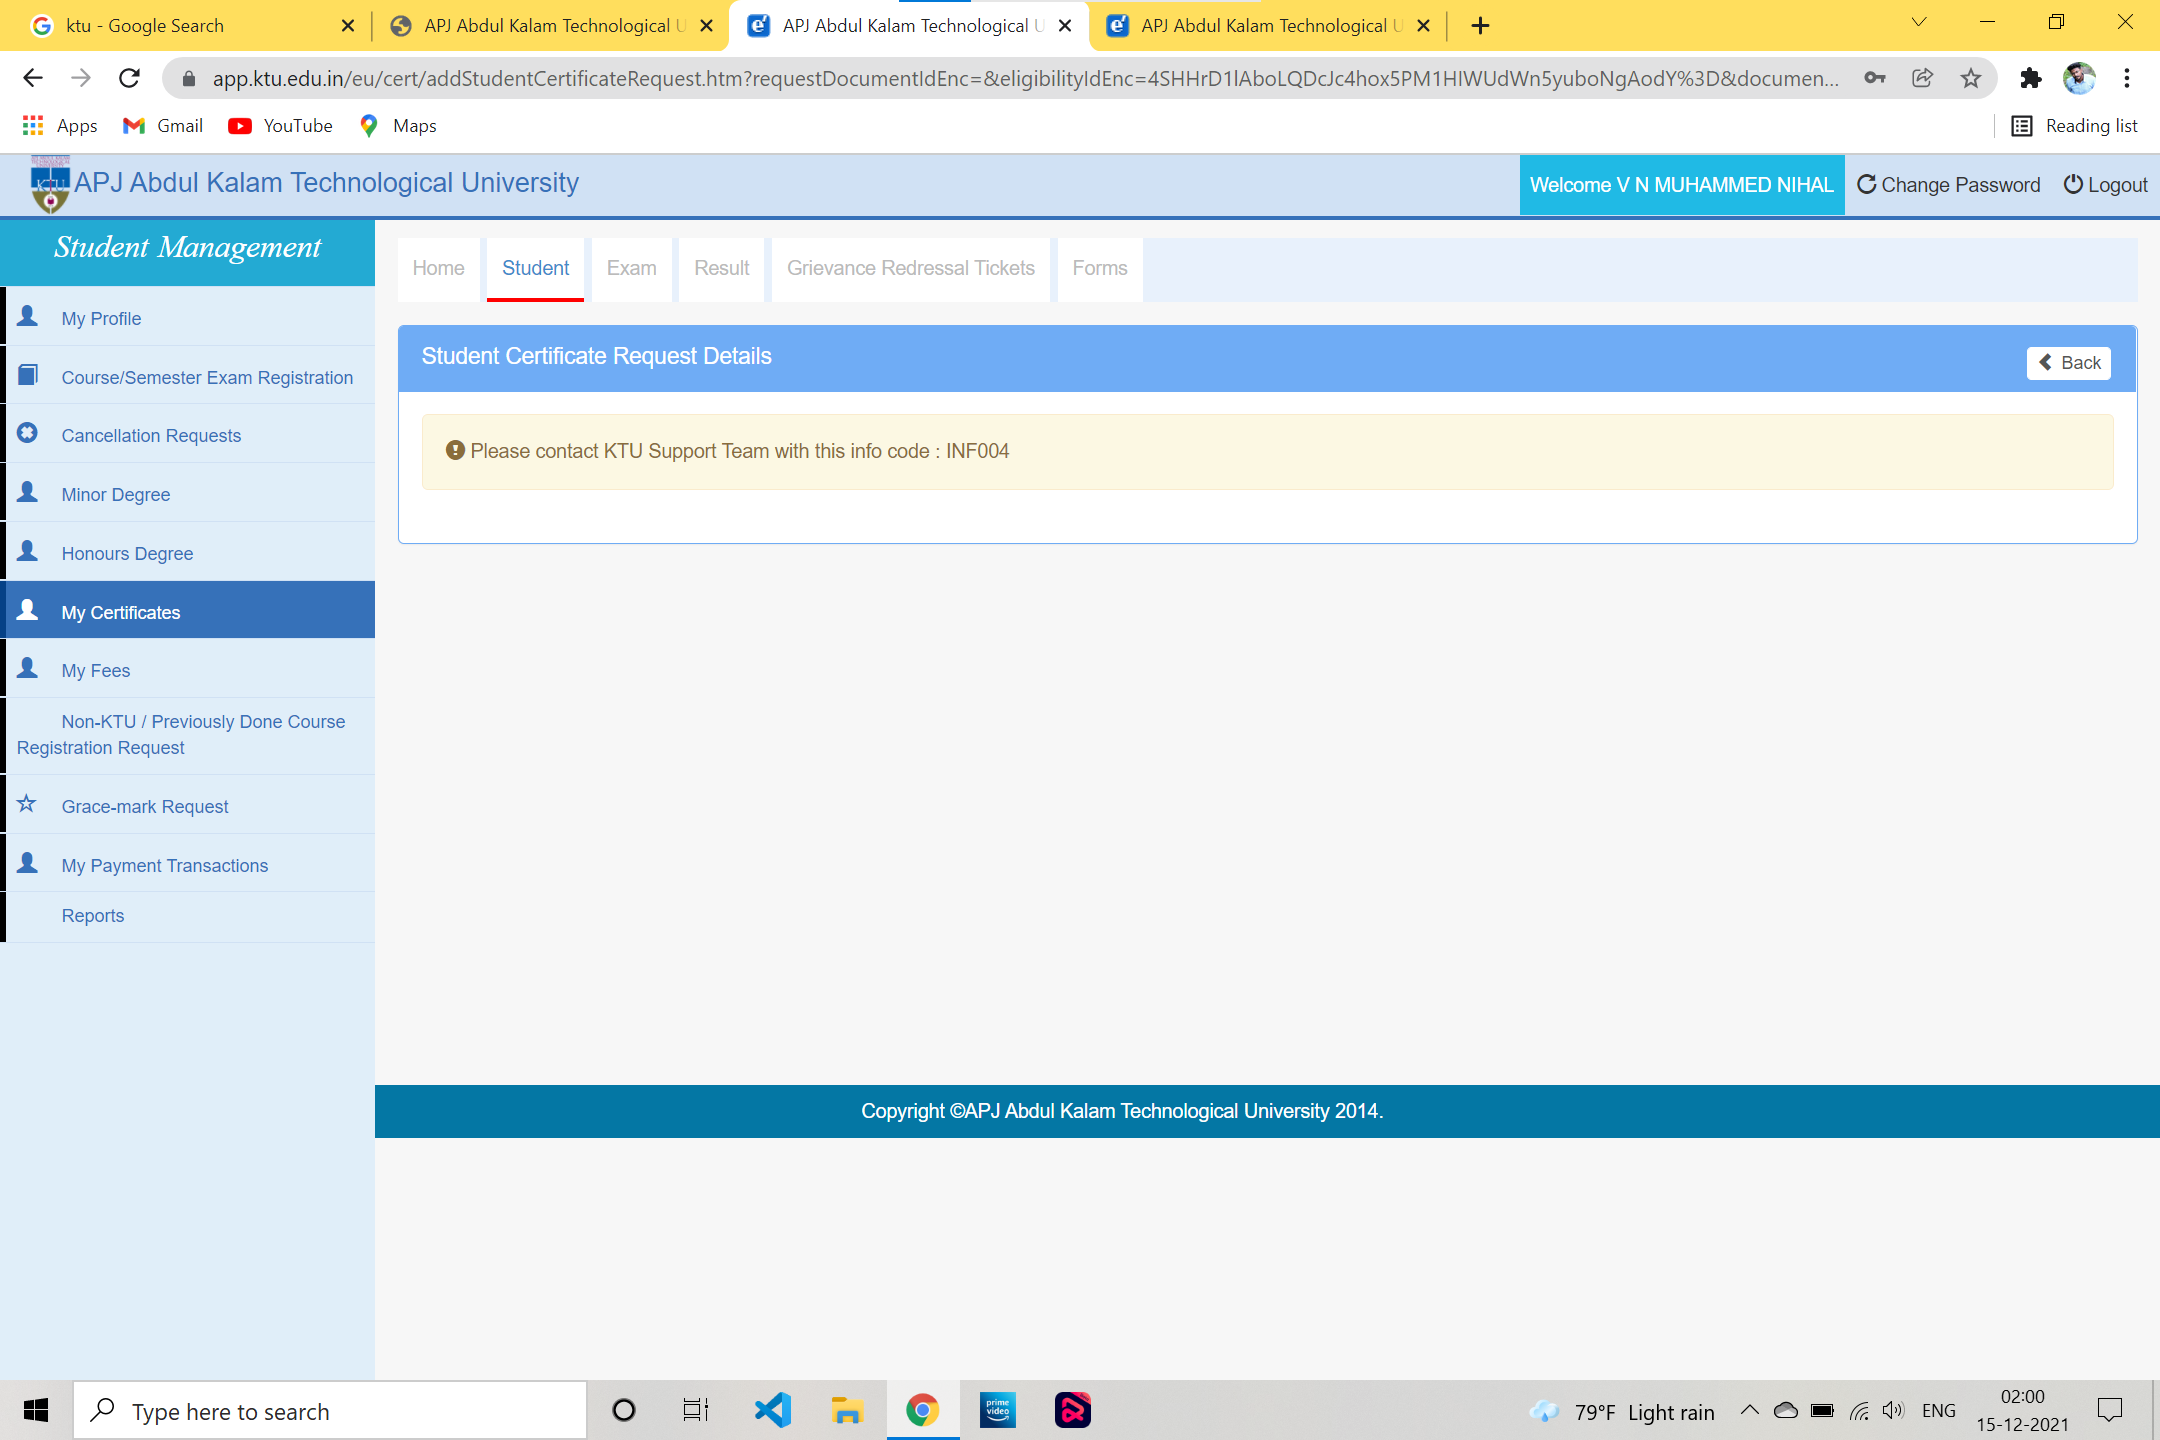 ktu - Google Search
APJ Abdul Kalam Technological U
APJ Abdul Kalam Technological U
APJ Abdul Kalam Technological U
app.ktu.edu.in/eu/cert/addStudentCertificateRequest.htm?requestDocumentIdEnc=&eligibilityIdEnc=4SHHrD1lAboLQDcJc4hox5PM1HIWUdWn5yuboNgAodY%3D&documen...
Apps
Gmail
YouTube
Maps
Reading list
KTU
APJ Abdul Kalam Technological University
Welcome V N MUHAMMED NIHAL
Change Password
Logout
Student Management
Home
Student
Exam
Result
Grievance Redressal Tickets
Forms
My Profile
Course/Semester Exam Registration
Cancellation Requests
Minor Degree
Honours Degree
My Certificates
My Fees
Non-KTU / Previously Done Course
Registration Request
Grace-mark Request
My Payment Transactions
Reports
Student Certificate Request Details
Back
Please contact KTU Support Team with this info code : INF004
Copyright ©APJ Abdul Kalam Technological University 2014.
Type here to search
prime
video
79°F Light rain
ENG
02:00
15-12-2021